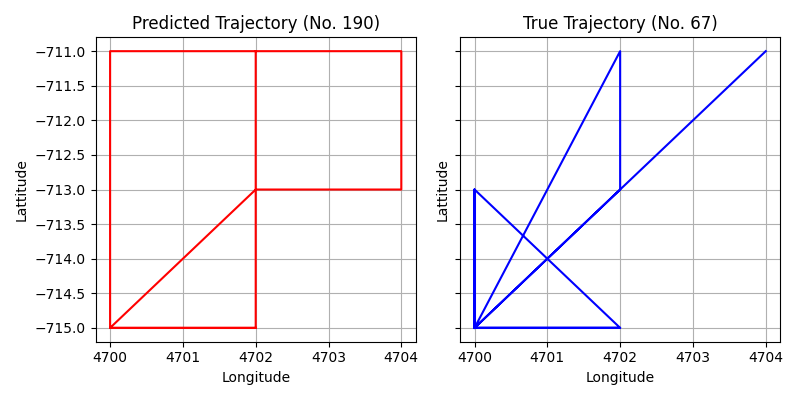 Predicted Trajectory (No. 190)
True Trajectory (No. 67)
Lattitude
−711.0
−711.5
−712.0
−712.5
−713.0
−713.5
−714.0
−714.5
−715.0
4700 4701 4702 4703 4704
Longitude
Lattitude
4700 4701 4702 4703 4704
Longitude